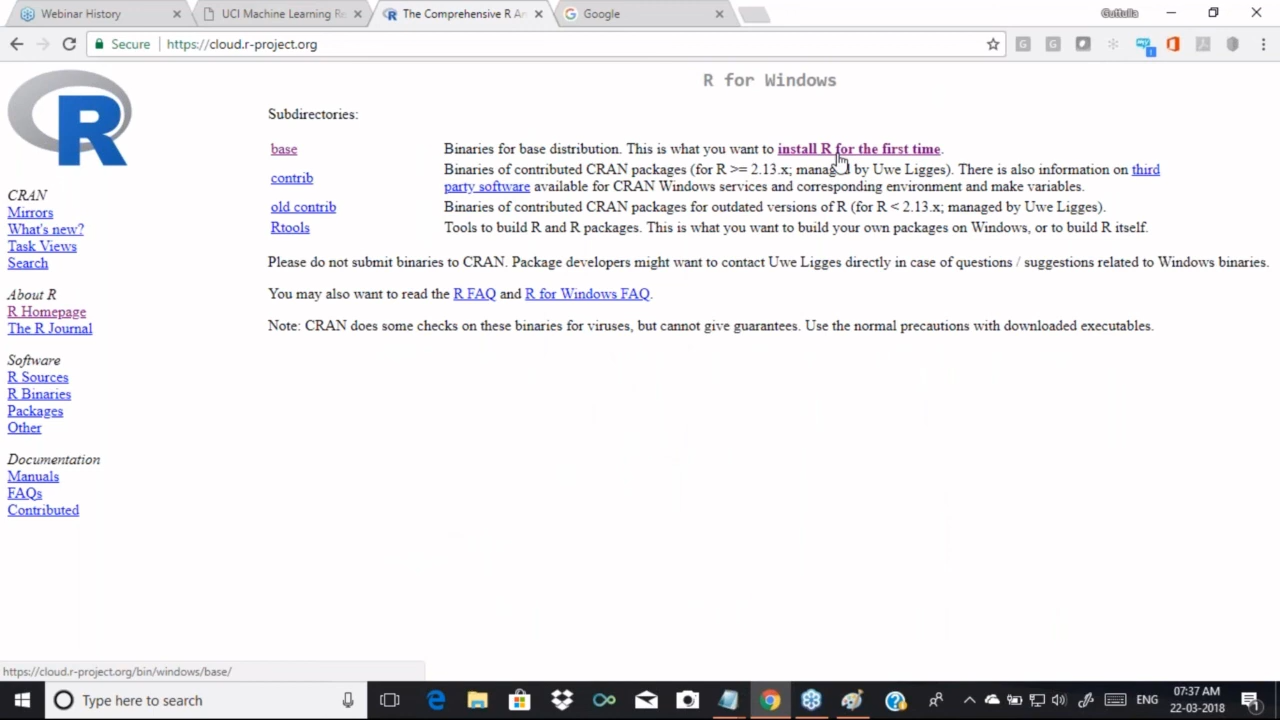 Webinar History
UCI Machine Learning Re
The Comprehensive R Ar
Google
Guttulla
Secure
https://cloud.r-project.org
R
CRAN
Mirrors
What's new?
Task Views
Search
About R
R Homepage
The R Journal
Software
R Sources
R Binaries
Packages
Other
Documentation
Manuals
FAQs
Contributed
R for Windows
Subdirectories:
base
Binaries for base distribution. This is what you want to install R for the first time.
contrib
Binaries of contributed CRAN packages (for R >= 2.13.x; managed by Uwe Ligges). There is also information on third
party software available for CRAN Windows services and corresponding environment and make variables.
old contrib
Binaries of contributed CRAN packages for outdated versions of R (for R < 2.13.x; managed by Uwe Ligges).
Rtools
Tools to build R and R packages. This is what you want to build your own packages on Windows, or to build R itself.
Please do not submit binaries to CRAN. Package developers might want to contact Uwe Ligges directly in case of questions / suggestions related to Windows binaries.
You may also want to read the R FAQ and R for Windows FAQ.
Note: CRAN does some checks on these binaries for viruses, but cannot give guarantees. Use the normal precautions with downloaded executables.
https://cloud.r-project.org/bin/windows/base/
Type here to search
ENG
07:37 AM
22-03-2018